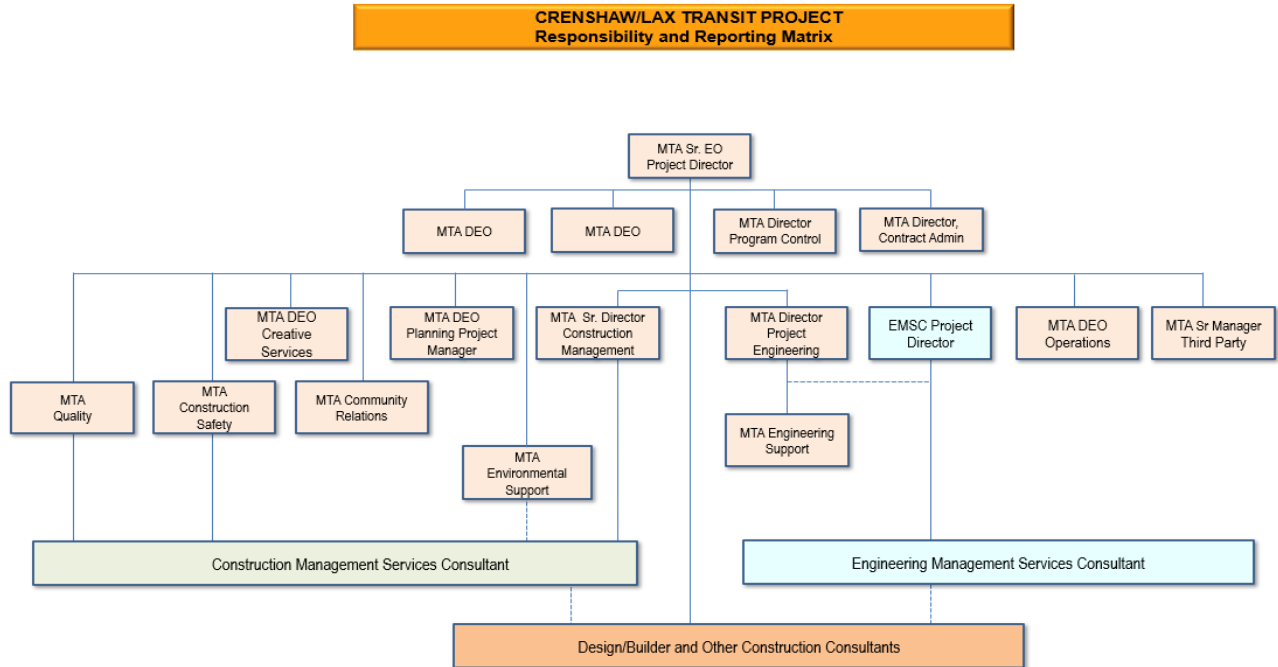 CRENSHAW/LAX TRANSIT PROJECT
Responsibility and Reporting Matrix
MTA Sr. EO
Project Director
MTA DEO
MTA DEO
MTA Director
Program Control
MTA Director,
Contract Admin
MTA DEO
Creative
Services
MTA DEO
Planning Project
Manager
MTA Sr. Director
Construction
Management
MTA Director
Project
Engineering
EMSC Project
Director
MTA DEO
Operations
MTA Sr Manager
Third Party
MTA
Quality
MTA
Construction
Safety
MTA Community
Relations
MTA Engineering
Support
MTA
Environmental
Support
Construction Management Services Consultant
Engineering Management Services Consultant
Design/Builder and Other Construction Consultants